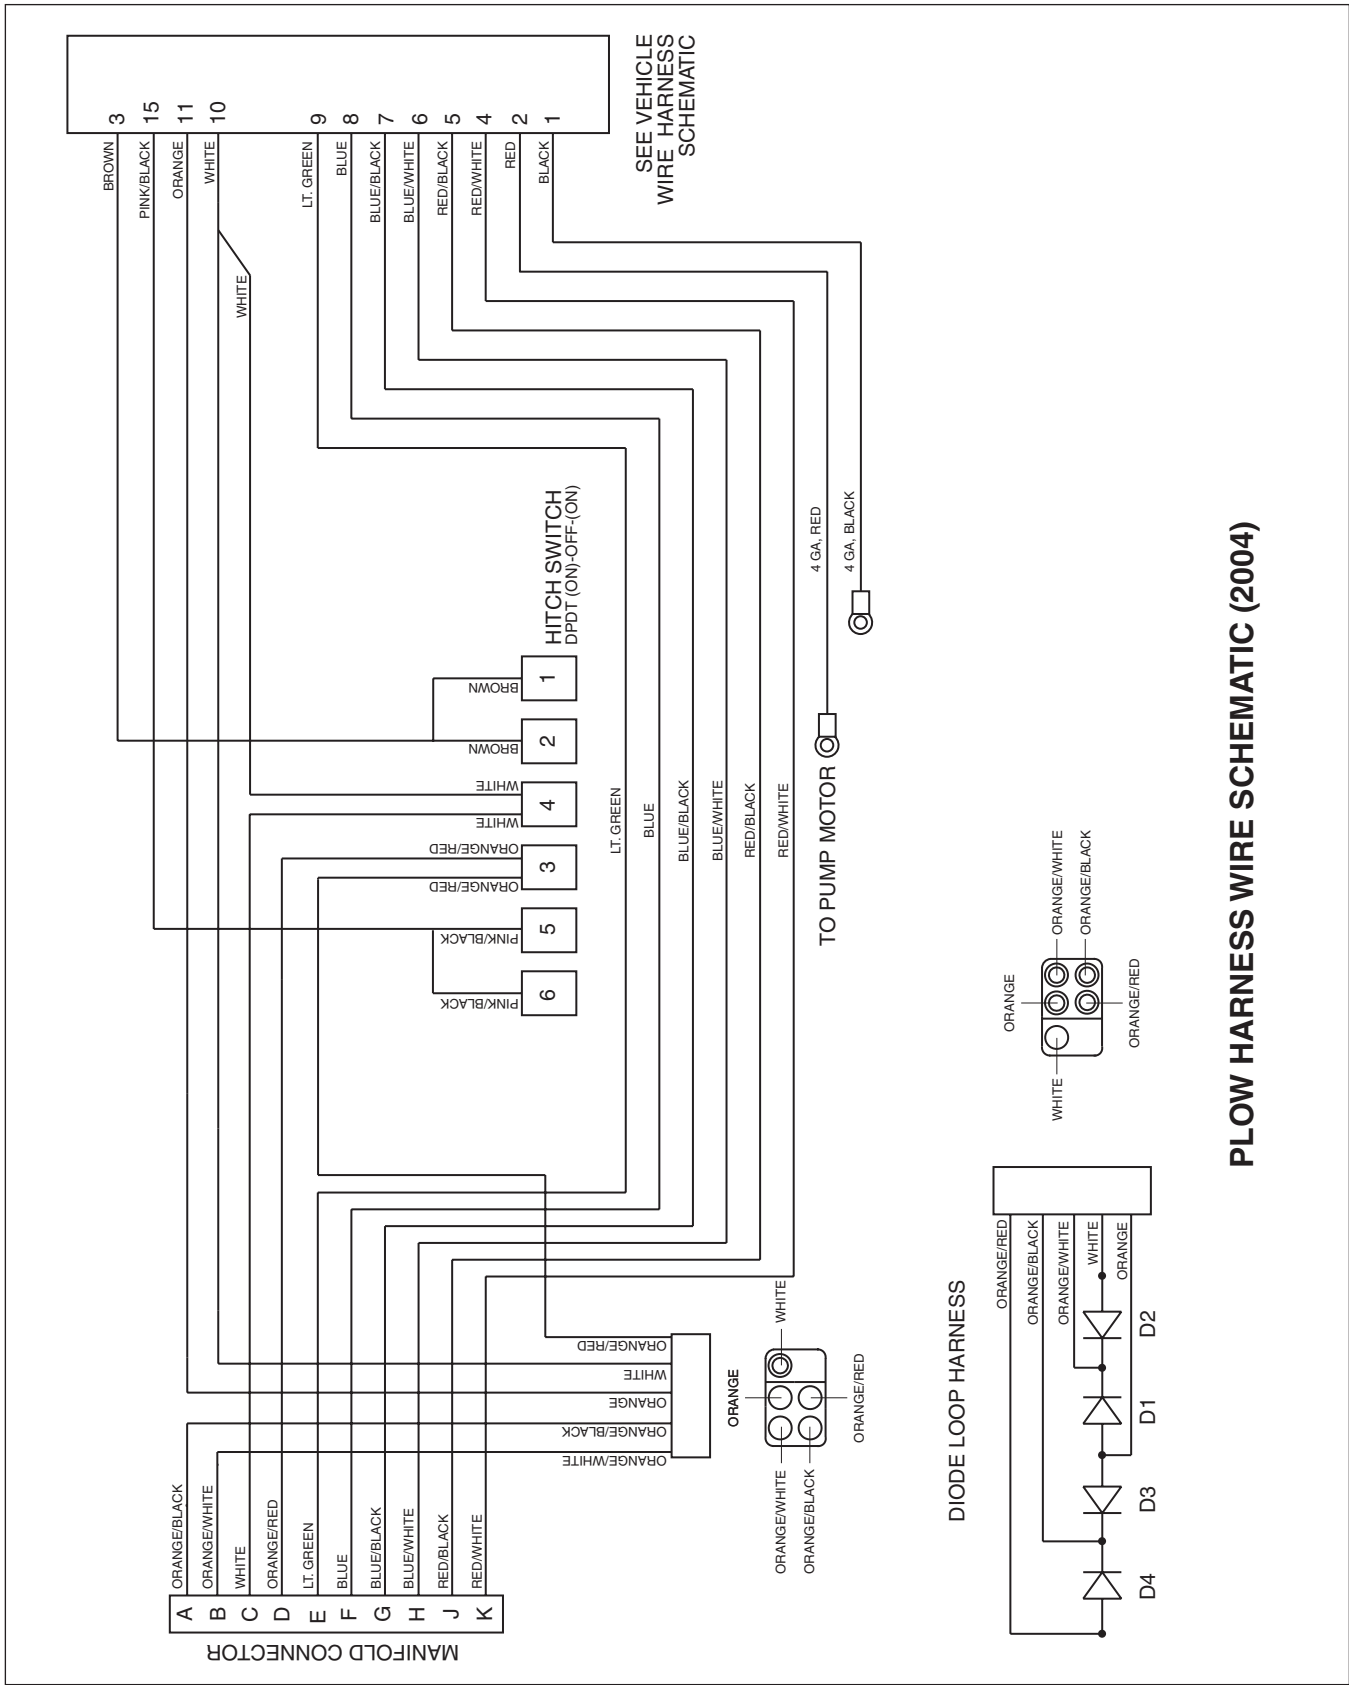 SEE VEHICLE
WIRE HARNESS
SCHEMATIC
3
15
11
10
9
8
7
6
5
4
2
1
BROWN
PINK/BLACK
ORANGE
WHITE
LT. GREEN
BLUE
BLUE/BLACK
BLUE/WHITE
RED/BLACK
RED/WHITE
RED
BLACK
WHITE
HITCH SWITCH
DPDT (ON)-OFF-(ON)
BROWN
1
BROWN
2
WHITE
WHITE
4
ORANGE/RED
ORANGE/RED
3
PINK/BLACK
5
PINK/BLACK
6
LT. GREEN
BLUE
BLUE/BLACK
BLUE/WHITE
RED/BLACK
RED/WHITE
4 GA, RED
4 GA, BLACK
TO PUMP MOTOR
ORANGE/RED
WHITE
ORANGE
ORANGE/BLACK
ORANGE/WHITE
ORANGE/BLACK
ORANGE/WHITE
WHITE
ORANGE/RED
LT. GREEN
BLUE
BLUE/BLACK
BLUE/WHITE
RED/BLACK
RED/WHITE
A
B
C
D
E
F
G
H
J
K
MANIFOLD CONNECTOR
WHITE
ORANGE
ORANGE/RED
ORANGE/WHITE
ORANGE/BLACK
ORANGE/WHITE
ORANGE/BLACK
ORANGE
ORANGE/RED
WHITE
DIODE LOOP HARNESS
ORANGE/RED
ORANGE/BLACK
ORANGE/WHITE
WHITE
ORANGE
D2
D1
D3
D4
PLOW HARNESS WIRE SCHEMATIC (2004)